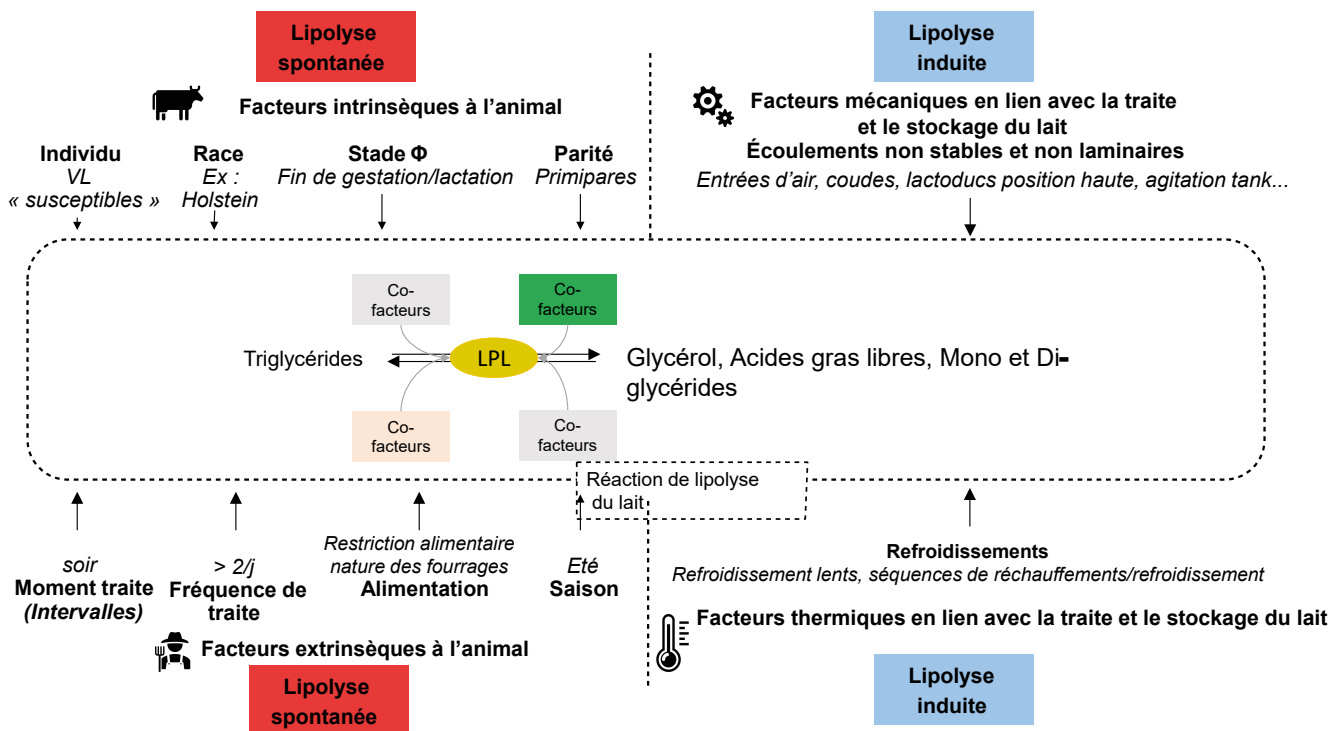 Lipolyse
spontanée
Lipolyse
induite
Facteurs intrinsèques à l’animal
Facteurs mécaniques en lien avec la traite
et le stockage du lait
Écoulements non stables et non laminaires
Entrées d’air, coudes, lactoducs position haute, agitation tank...
Individu
VL
« susceptibles »
Race
Ex :
Holstein
Stade Φ
Fin de gestation/lactation)
Parité
Primipares
Co-
facteurs
Co-
facteurs
Triglycérides
LPL
Glycérol, Acides gras libres, Mono et Di-
glycérides
Co-
facteurs
Co-
facteurs
Réaction de lipolyse
du lait
soir
Moment traite
(Intervalles)
> 2/j
Fréquence de
traite
Restriction alimentaire
nature des fourrages
Alimentation
Eté
Saison
Refroidissements
Refroidissement lents, séquences de réchauffements/refroidissement
Facteurs extrinsèques à l’animal
Facteurs thermiques en lien avec la traite et le stockage du lait
Lipolyse
spontanée
Lipolyse
induite